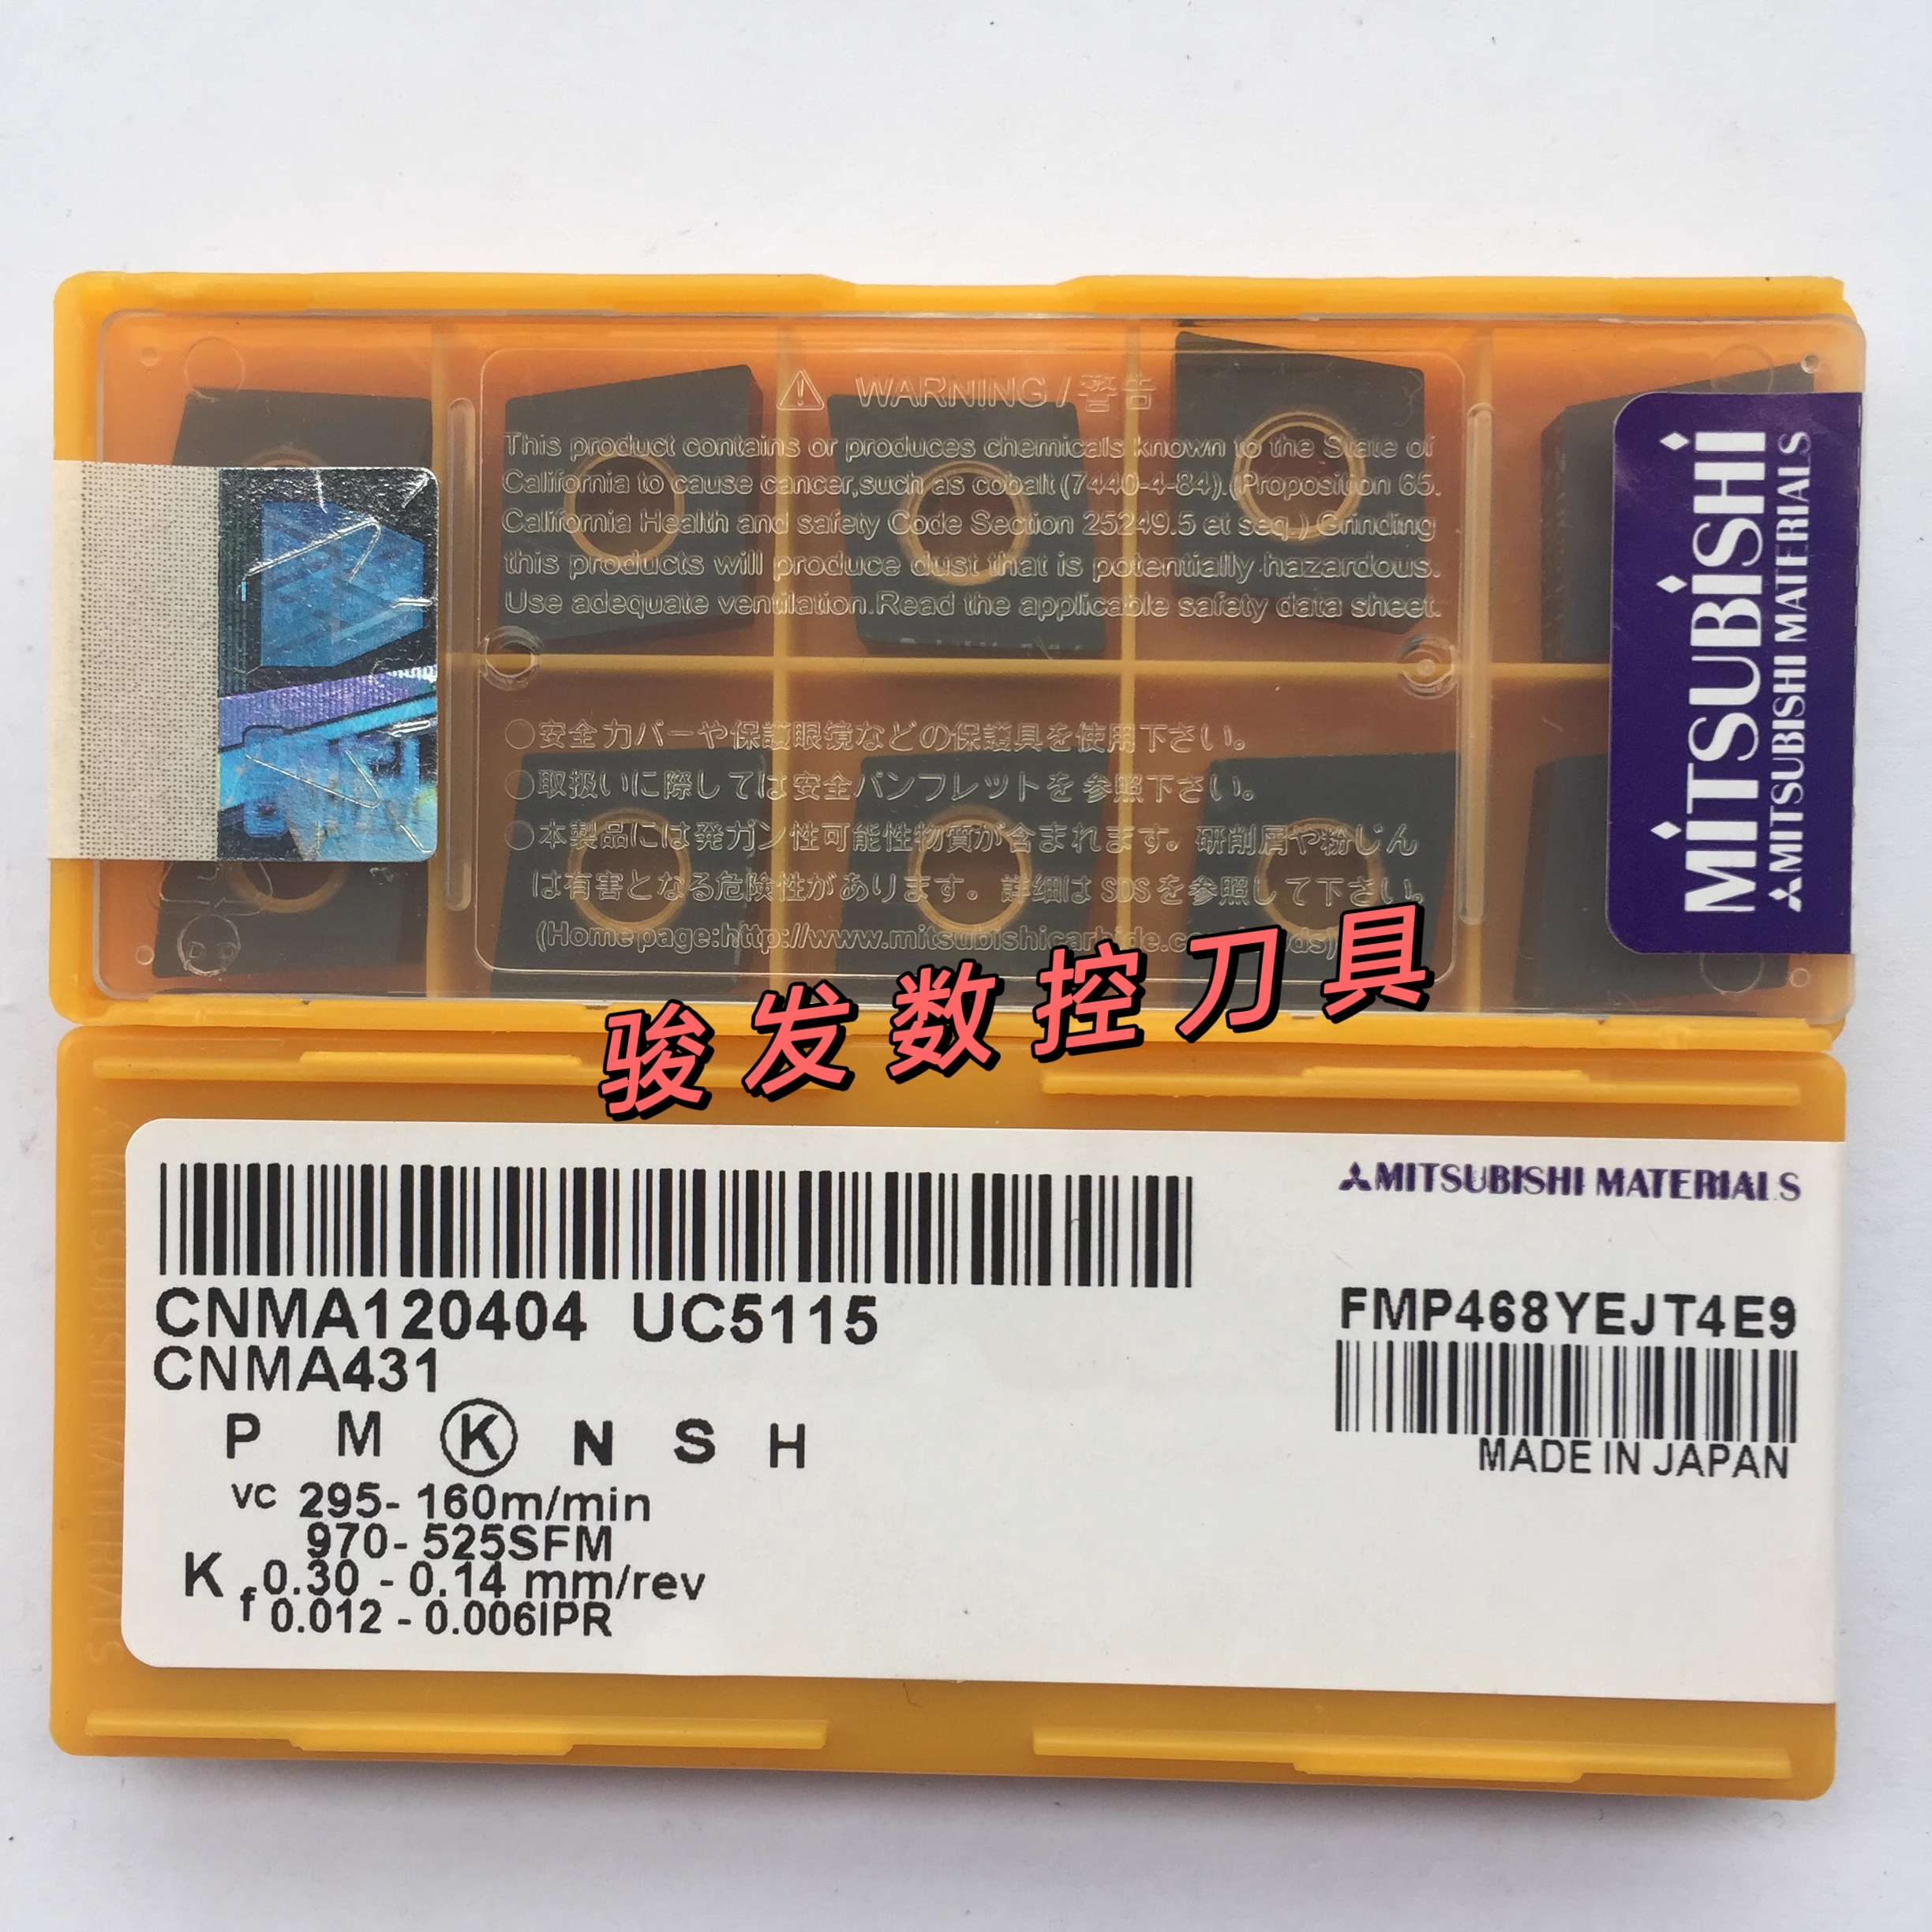 WARNING / 警告
This product contains or produces chemicals known to the State of
California to cause cancer,such as cobalt (7440-4-84).(Proposition 65.
California Health and safety Code Section 25249.5 et seq.) Grinding
this products will produce dust that is potentially hazardous.
Use adequate ventilation.Read the applicable safety data sheet.
○安全カバーや保護眼鏡などの保護具を使用下さい。
○取扱いに際しては安全パンフレットを参照下さい。
○本製品には発ガン性可能性物質が含まれます。研削屑や粉じん
は有害となる危険性があります。詳細は SDS を参照して下さい。
(Home page:http://www.mitsubishicarbide.co
MITSUBISHI
MITSUBISHI MATERIALS
骏发数控刀具
MITSUBISHI MATERIALS
CNMA120404 UC5115
CNMA431
P M K N S H
vc 295- 160m/min
970- 525SFM
K f 0.30 - 0.14 mm/rev
0.012 - 0.006IPR
FMP468YEJT4E9
MADE IN JAPAN